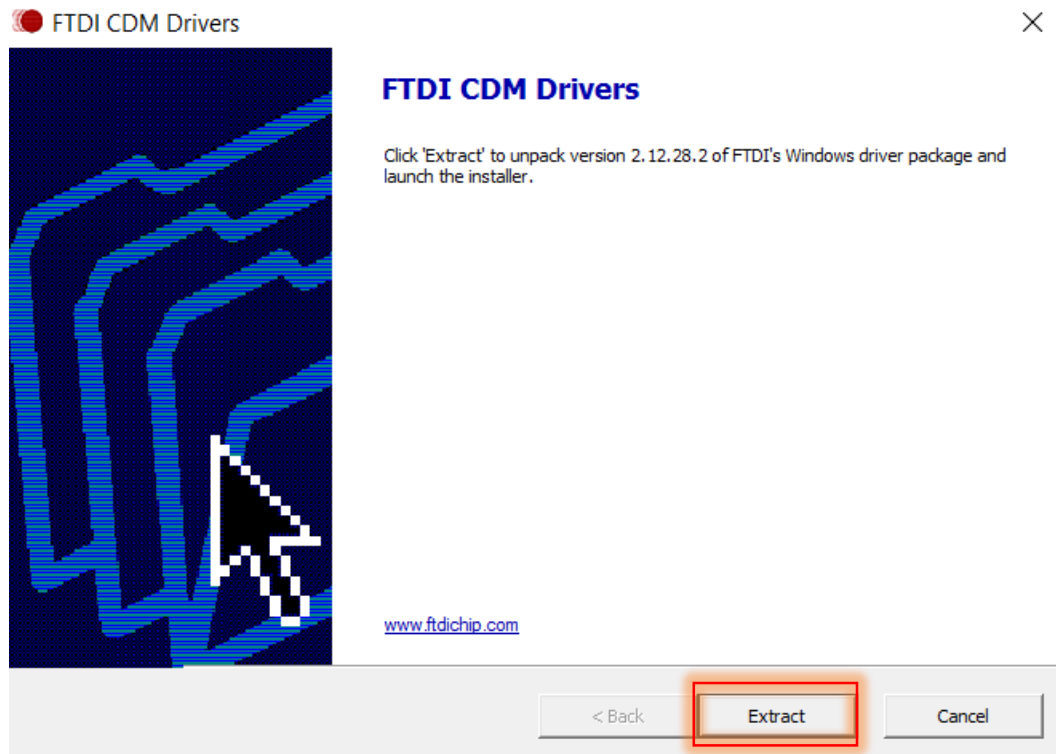 FTDI CDM Drivers
FTDI CDM Drivers
Click 'Extract' to unpack version 2.12.28.2 of FTDI's Windows driver package and
launch the installer.
www.ftdichip.com
< Back
Extract
Cancel